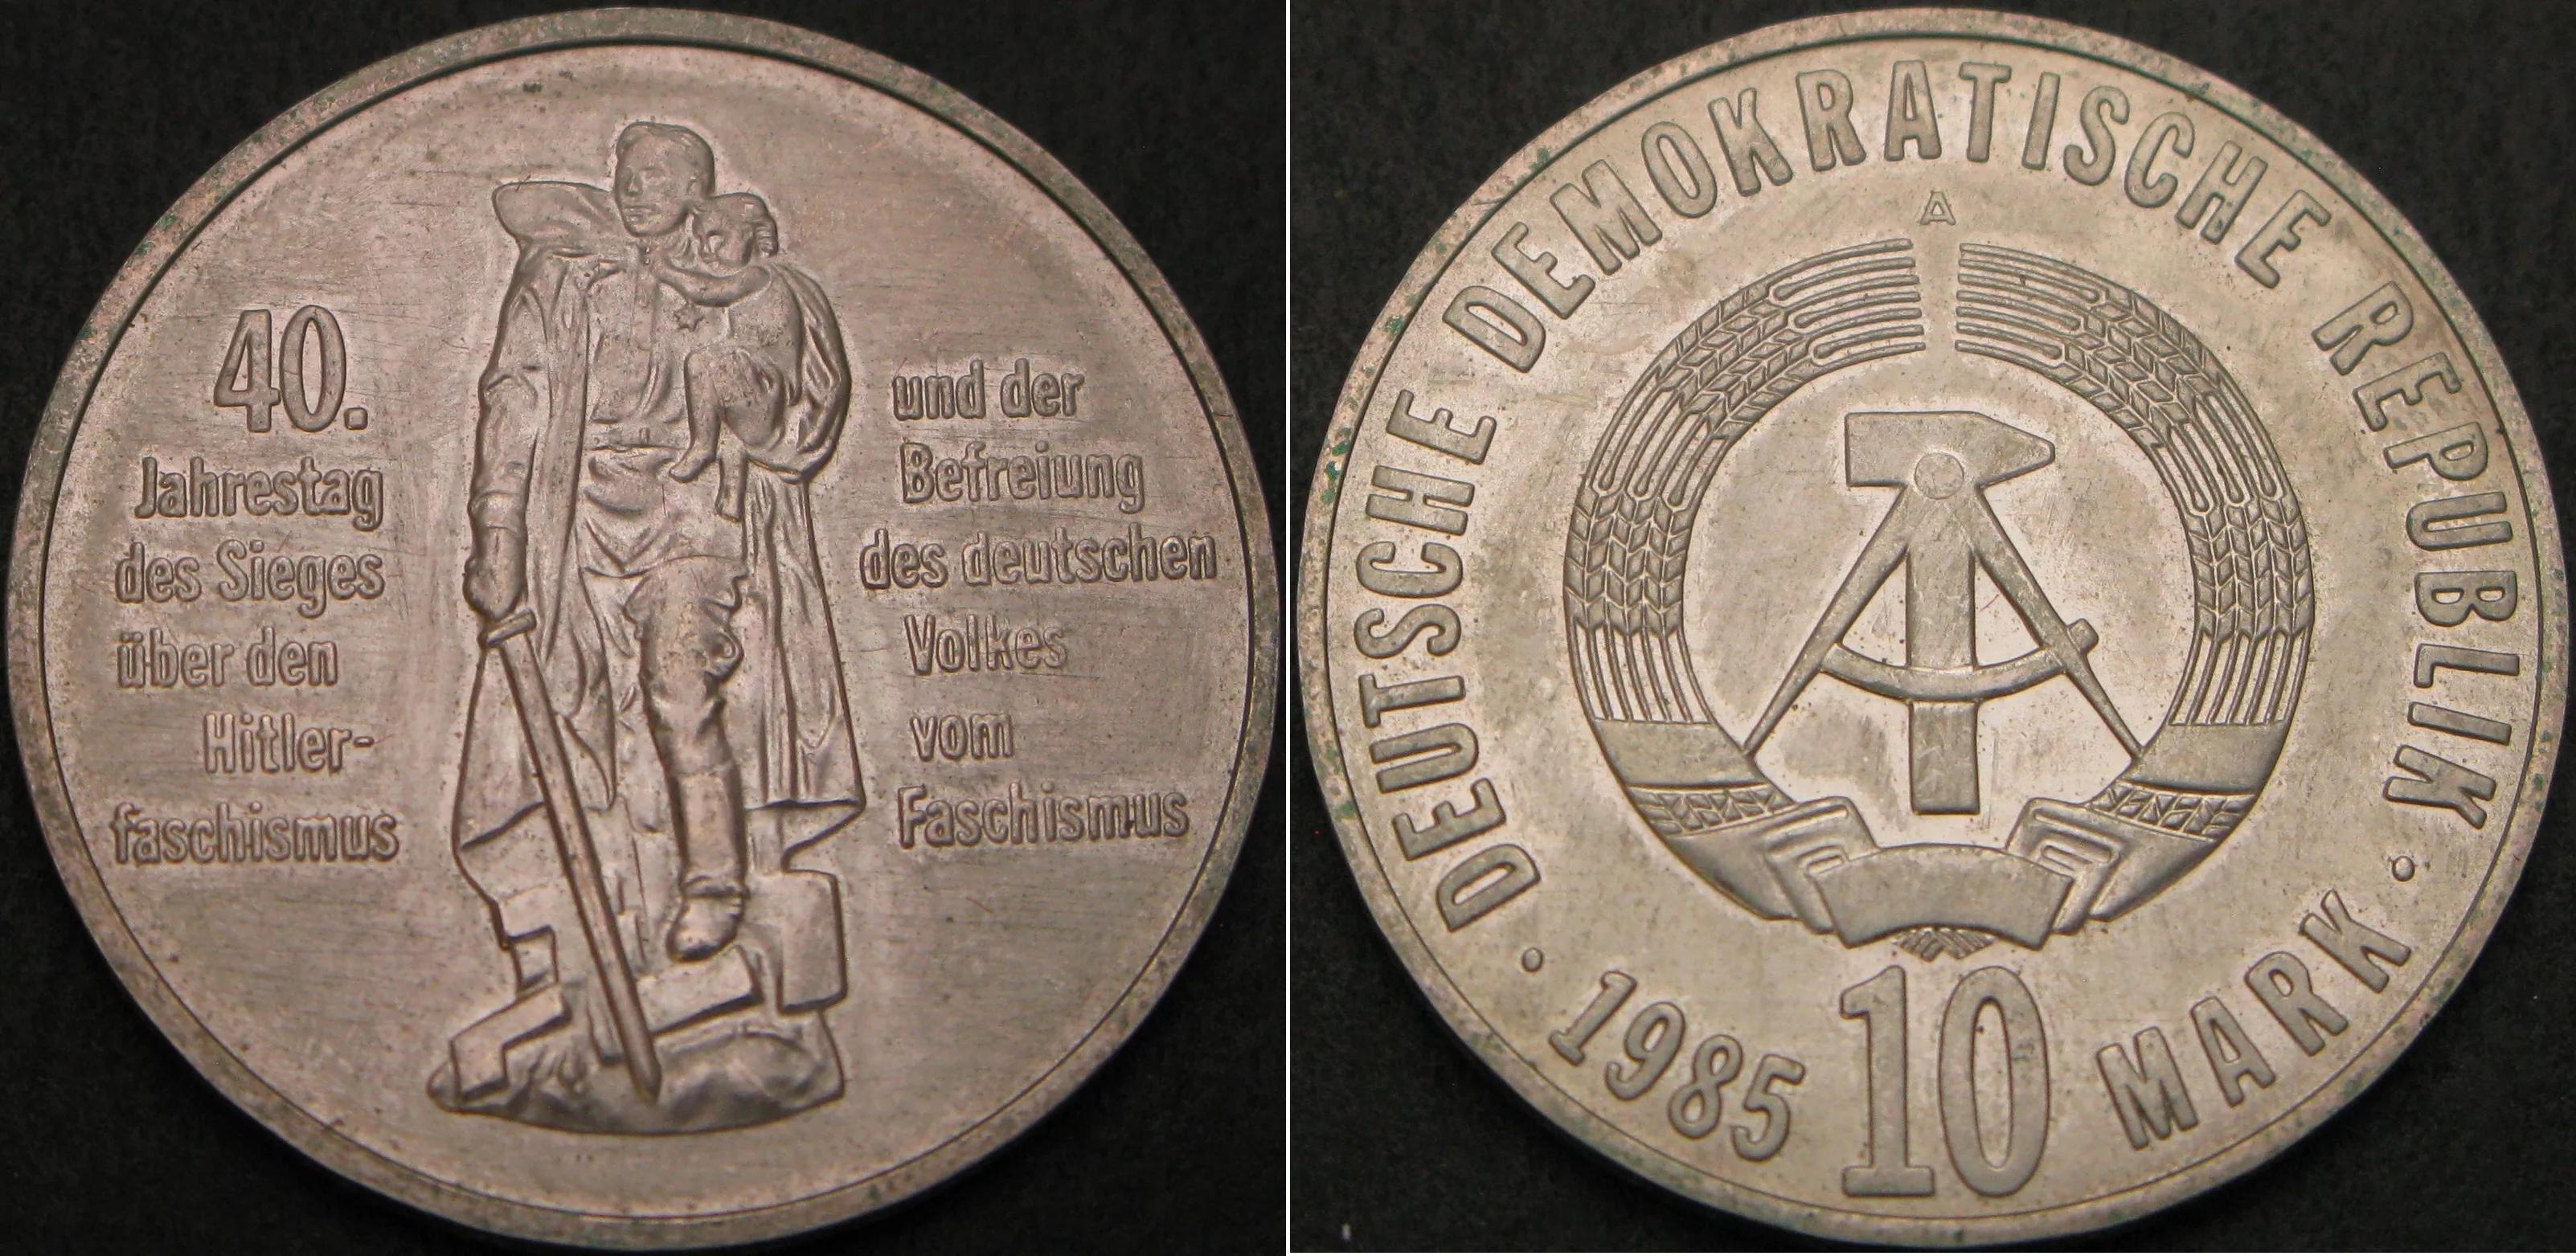 40.
Jahrestag
des Sieges
über den
Hitler-
faschismus
und der
Befreiung
des deutschen
Volkes
vom
Faschismus
DEUTSCHE DEMOKRATISCHE REPUBLIK
A
· 1985 10 MARK ·